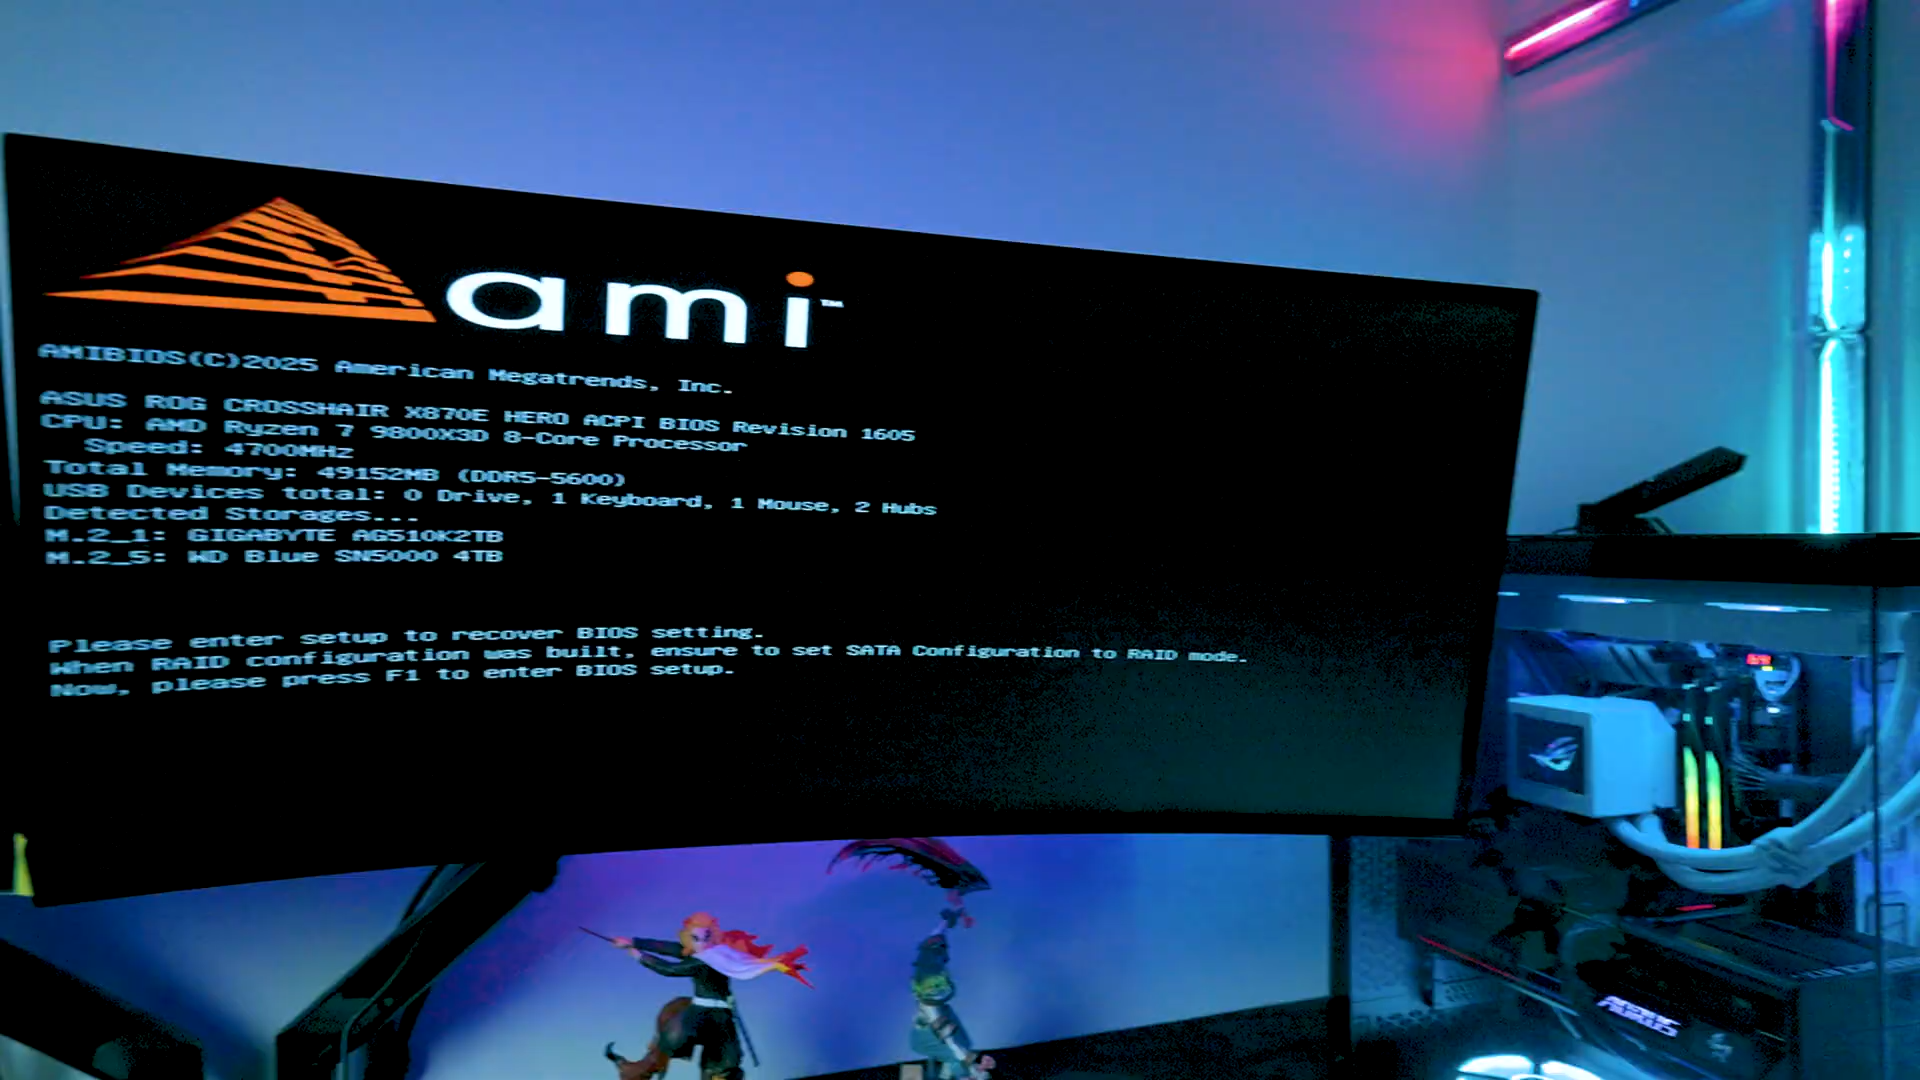 ami™
AMIBIOS(C)2025 American Megatrends, Inc.
ASUS ROG CROSSHAIR X870E HERO ACPI BIOS Revision 1605
CPU: AMD Ryzen 7 9800X3D 8-Core Processor
Speed: 4700MHz
Total Memory: 49152MB (DDR5-5600)
USB Devices total: 0 Drive, 1 Keyboard, 1 Mouse, 2 Hubs
Detected Storages...
M.2_1: GIGABYTE AG510K2TB
M.2_5: WD Blue SN5000 4TB
Please enter setup to recover BIOS setting.
When RAID configuration was built, ensure to set SATA Configuration to RAID mode.
Now, please press F1 to enter BIOS setup.